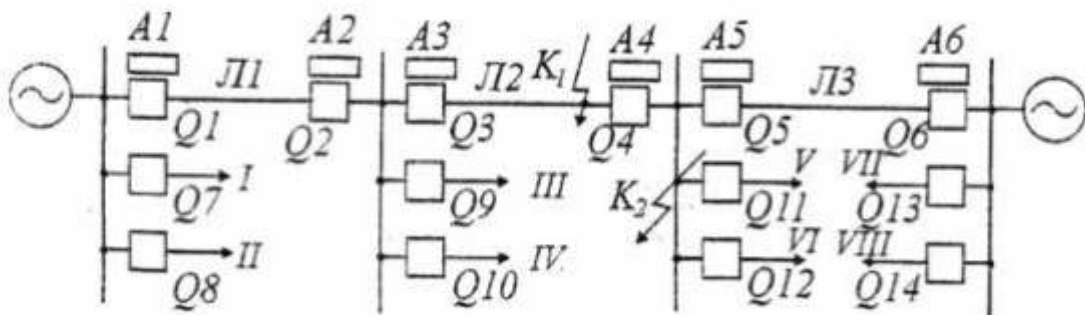 A1 A2 A3 A4 A5 A6
Л1 Л2 K1 Л3
Q1 Q2 Q3 Q4 Q5 Q6
I III K2 V VII
Q7 Q9 Q11 Q13
II IV. VI VIII
Q8 Q10 Q12 Q14